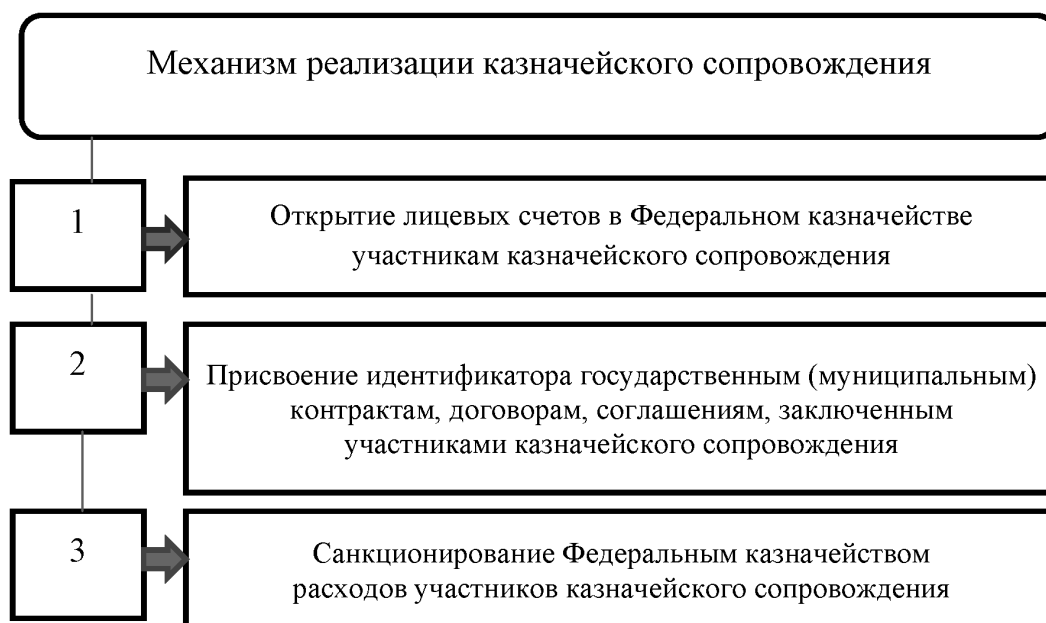 Механизм реализации казначейского сопровождения
1
Открытие лицевых счетов в Федеральном казначействе
участникам казначейского сопровождения
2
Присвоение идентификатора государственным (муниципальным)
контрактам, договорам, соглашениям, заключенным
участниками казначейского сопровождения
3
Санкционирование Федеральным казначейством
расходов участников казначейского сопровождения